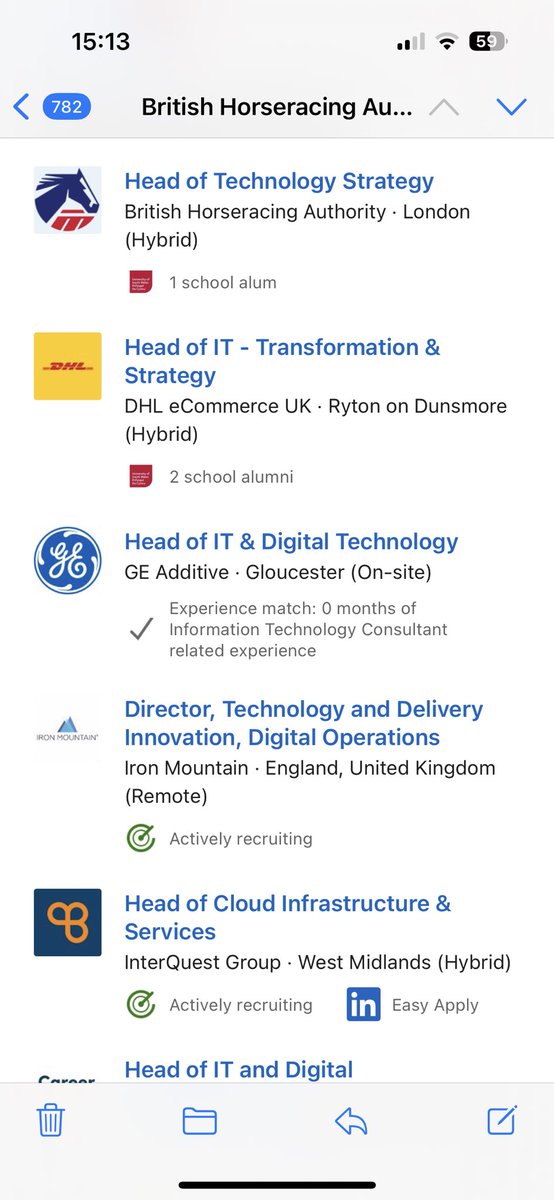 15:13
59
782
British Horseracing Au...
Head of Technology Strategy
British Horseracing Authority · London
(Hybrid)
1 school alum
DHL
Head of IT - Transformation &
Strategy
DHL eCommerce UK · Ryton on Dunsmore
(Hybrid)
2 school alumni
GE
Head of IT & Digital Technology
GE Additive · Gloucester (On-site)
Experience match: 0 months of
Information Technology Consultant
related experience
IRON MOUNTAIN
Director, Technology and Delivery
Innovation, Digital Operations
Iron Mountain · England, United Kingdom
(Remote)
Actively recruiting
Head of Cloud Infrastructure &
Services
InterQuest Group · West Midlands (Hybrid)
Actively recruiting
in
Easy Apply
Career
Head of IT and Digital